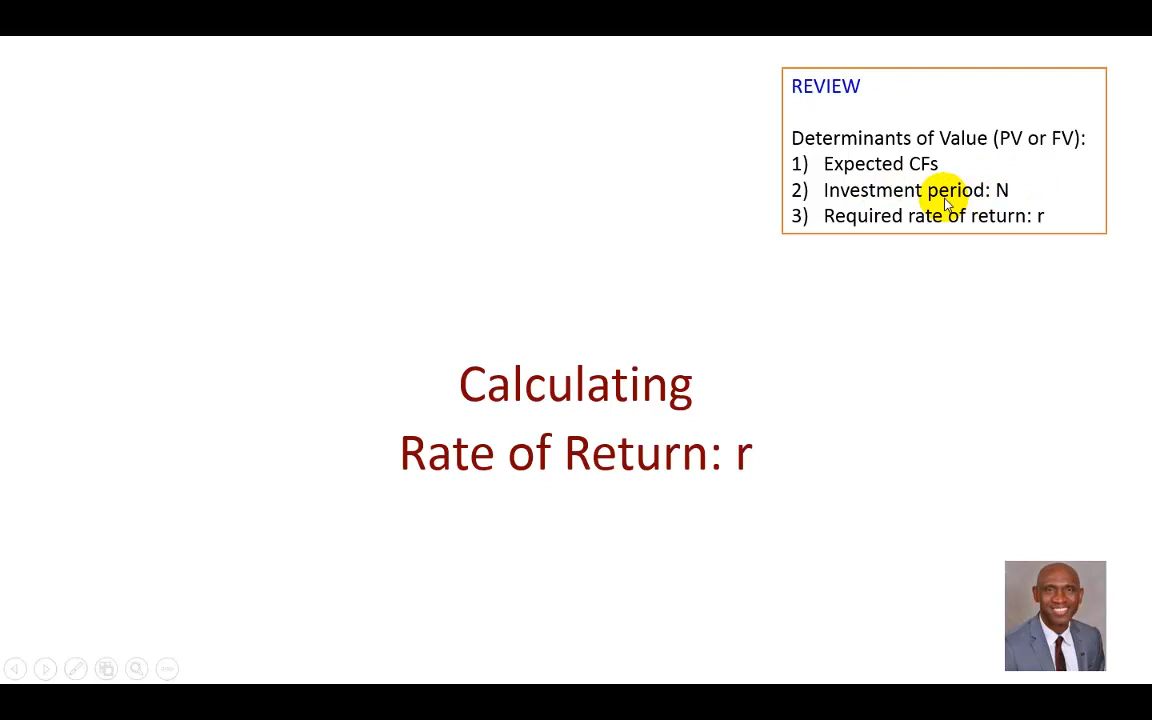 REVIEW
Determinants of Value (PV or FV):
1) Expected CFs
2) Investment period: N
3) Required rate of return: r
Calculating
Rate of Return: r